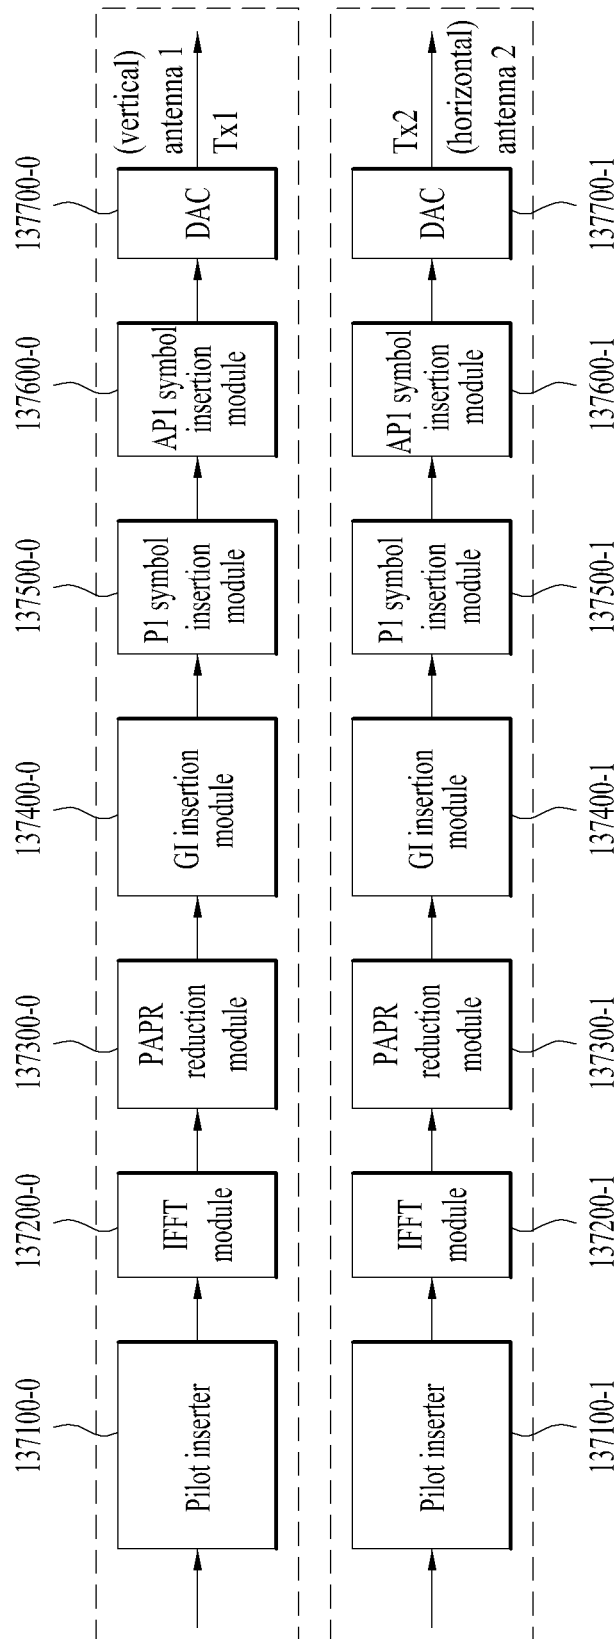 137100-0
137200-0
137300-0
137400-0
137500-0
137600-0
137700-0
Pilot inserter
IFFT
module
PAPR
reduction
module
GI insertion
module
P1 symbol
insertion
module
AP1 symbol
insertion
module
DAC
(vertical)
antenna 1
Tx1
Pilot inserter
IFFT
module
PAPR
reduction
module
GI insertion
module
P1 symbol
insertion
module
AP1 symbol
insertion
module
DAC
Tx2
(horizontal)
antenna 2
137100-1
137200-1
137300-1
137400-1
137500-1
137600-1
137700-1